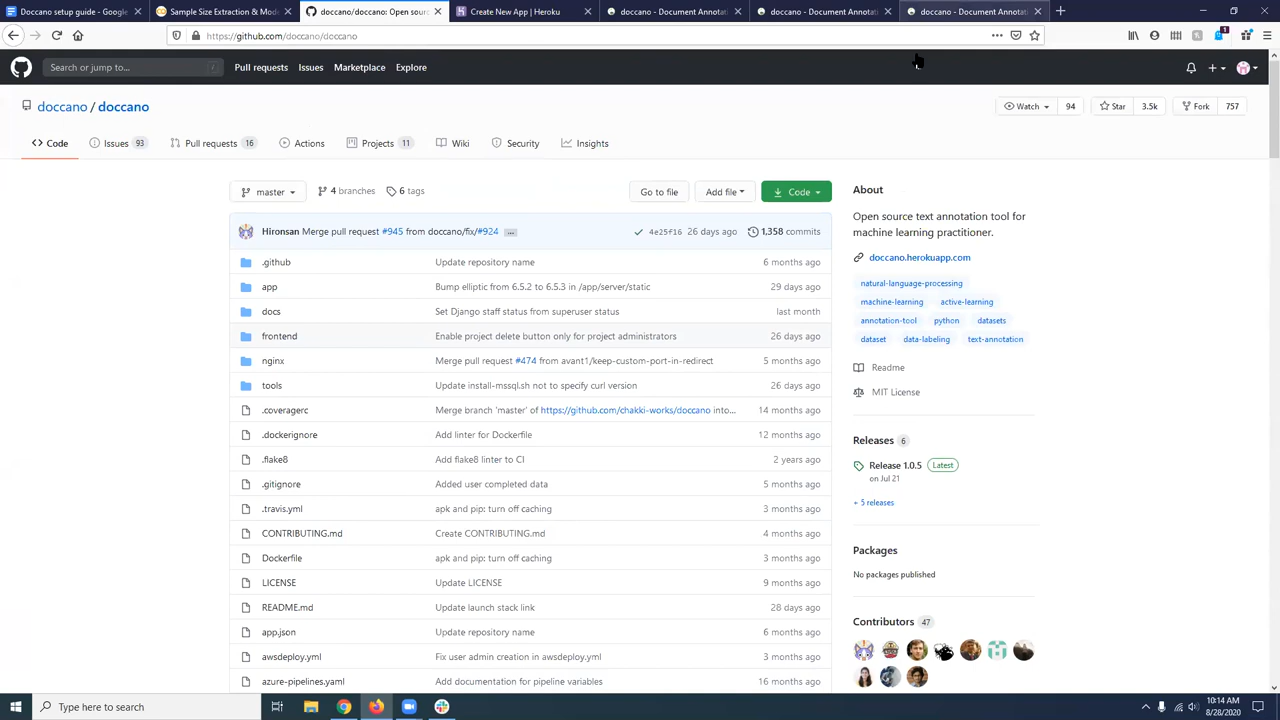 Doccano setup guide - Google
Sample Size Extraction & Mode
doccano/doccano: Open sourc
Create New App | Heroku
doccano - Document Annotati
doccano - Document Annotati
doccano - Document Annotati
https://github.com/doccano/doccano
1
Search or jump to...
/
Pull requests
Issues
Marketplace
Explore
doccano / doccano
Watch
94
Star
3.5k
Fork
757
Code
Issues 93
Pull requests 16
Actions
Projects 11
Wiki
Security
Insights
master
4 branches
6 tags
Go to file
Add file
Code
Hironsan Merge pull request #945 from doccano/fix/#924 ...
4e25f16 26 days ago
1,358 commits
.github Update repository name 6 months ago
app Bump elliptic from 6.5.2 to 6.5.3 in /app/server/static 29 days ago
docs Set Django staff status from superuser status last month
frontend Enable project delete button only for project administrators 26 days ago
nginx Merge pull request #474 from avant1/keep-custom-port-in-redirect 5 months ago
tools Update install-mssql.sh not to specify curl version 26 days ago
.coveragerc Merge branch 'master' of https://github.com/chakki-works/doccano into... 14 months ago
.dockerignore Add linter for Dockerfile 12 months ago
.flake8 Add flake8 linter to CI 2 years ago
.gitignore Added user completed data 5 months ago
.travis.yml apk and pip: turn off caching 3 months ago
CONTRIBUTING.md Create CONTRIBUTING.md 4 months ago
Dockerfile apk and pip: turn off caching 3 months ago
LICENSE Update LICENSE 9 months ago
README.md Update launch stack link 28 days ago
app.json Update repository name 6 months ago
awsdeploy.yml Fix user admin creation in awsdeploy.yml 3 months ago
azure-pipelines.yaml Add documentation for pipeline variables 16 months ago
About
Open source text annotation tool for
machine learning practitioner.
doccano.herokuapp.com
natural-language-processing
machine-learning active-learning
annotation-tool python datasets
dataset data-labeling text-annotation
Readme
MIT License
Releases 6
Release 1.0.5 Latest
on Jul 21
+ 5 releases
Packages
No packages published
Contributors 47
Type here to search
10:14 AM
8/28/2020